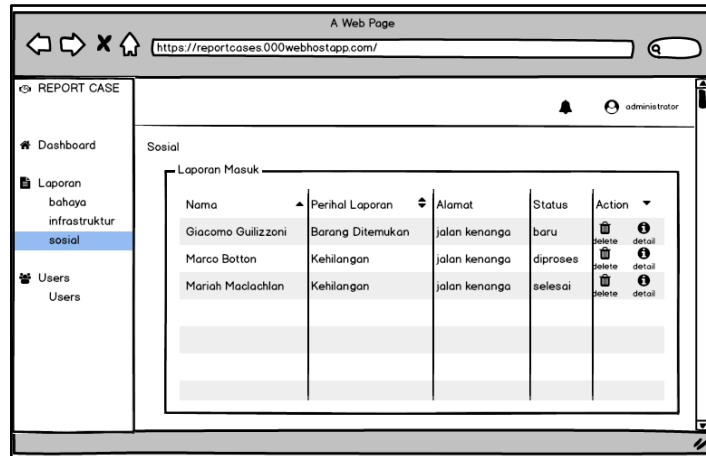 A Web Page
https://reportcases.000webhostapp.com/
REPORT CASE
administrator
Dashboard
Laporan
bahaya
infrastruktur
sosial
Users
Users
Sosial
Laporan Masuk
Nama Perihal Laporan Alamat Status Action
Giacomo Guilizzoni Barang Ditemukan jalan kenanga baru delete detail
Marco Botton Kehilangan jalan kenanga diproses delete detail
Mariah Maclachlan Kehilangan jalan kenanga selesai delete detail